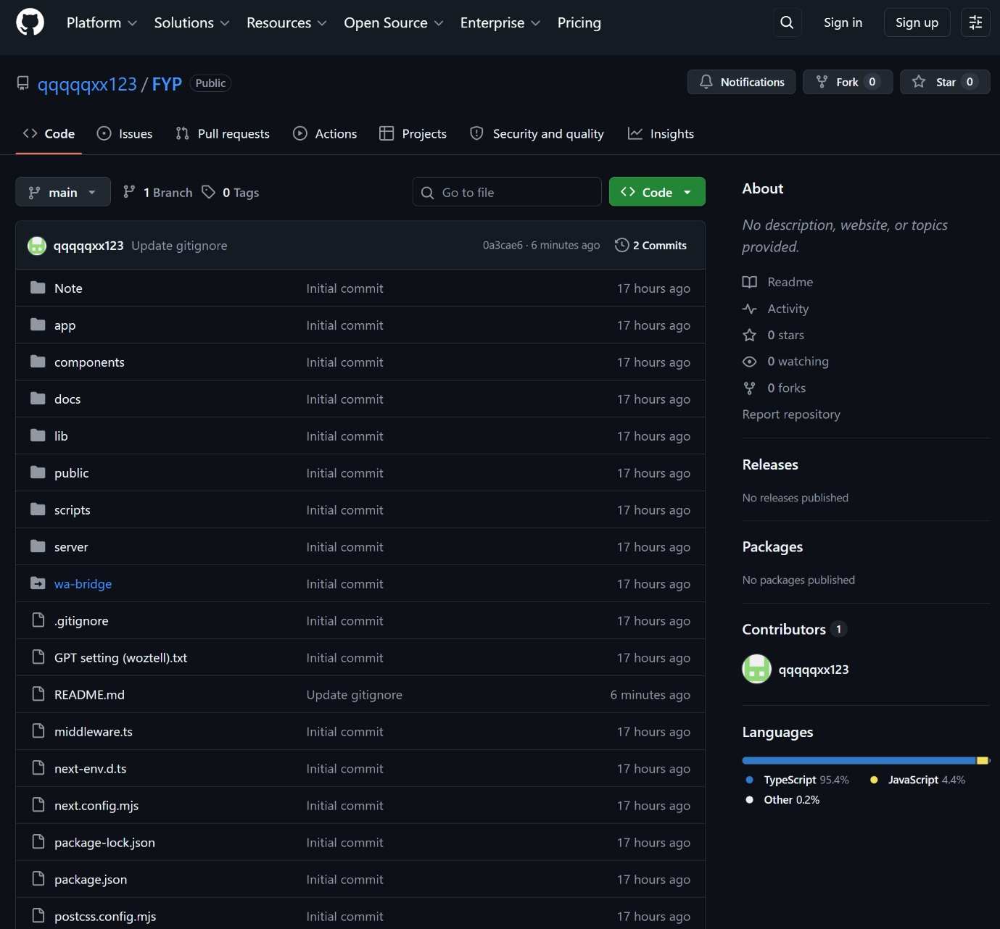 Platform Solutions Resources Open Source Enterprise Pricing Sign in Sign up
qqqqqxx123 / FYP Public Notifications Fork 0 Star 0
Code Issues Pull requests Actions Projects Security and quality Insights
main 1 Branch 0 Tags Go to file Code
qqqqqxx123 Update gitignore 0a3cae6 · 6 minutes ago 2 Commits
Note Initial commit 17 hours ago
app Initial commit 17 hours ago
components Initial commit 17 hours ago
docs Initial commit 17 hours ago
lib Initial commit 17 hours ago
public Initial commit 17 hours ago
scripts Initial commit 17 hours ago
server Initial commit 17 hours ago
wa-bridge Initial commit 17 hours ago
.gitignore Initial commit 17 hours ago
GPT setting (woztell).txt Initial commit 17 hours ago
README.md Update gitignore 6 minutes ago
middleware.ts Initial commit 17 hours ago
next-env.d.ts Initial commit 17 hours ago
next.config.mjs Initial commit 17 hours ago
package-lock.json Initial commit 17 hours ago
package.json Initial commit 17 hours ago
postcss.config.mjs Initial commit 17 hours ago
About
No description, website, or topics
provided.
Readme
Activity
0 stars
0 watching
0 forks
Report repository
Releases
No releases published
Packages
No packages published
Contributors 1
qqqqqxx123
Languages
TypeScript 95.4% JavaScript 4.4%
Other 0.2%